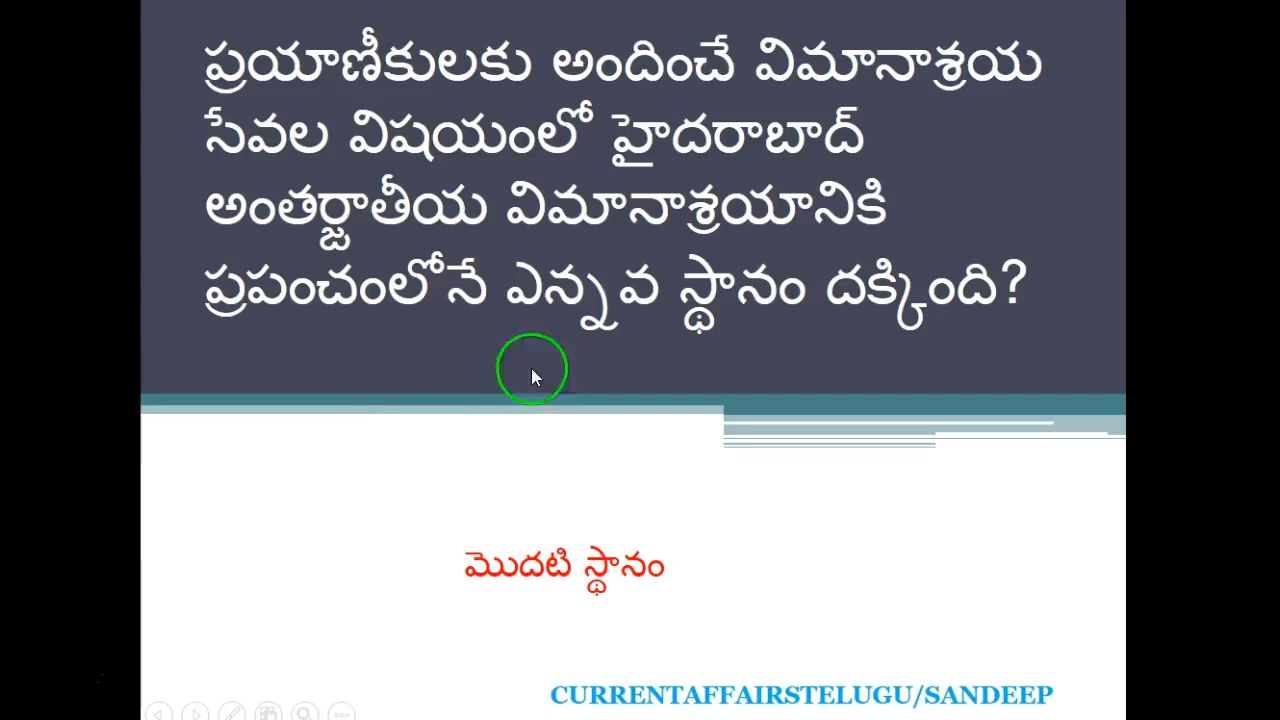 ప్రయాణీకులకు అందించే విమానాశ్రయ
సేవల విషయంలో హైదరాబాద్
అంతర్జాతీయ విమానాశ్రయానికి
ప్రపంచంలోనే ఎన్నవ స్థానం దక్కింది?
మొదటి స్థానం
CURRENTAFFAIRSTELUGU/SANDEEP